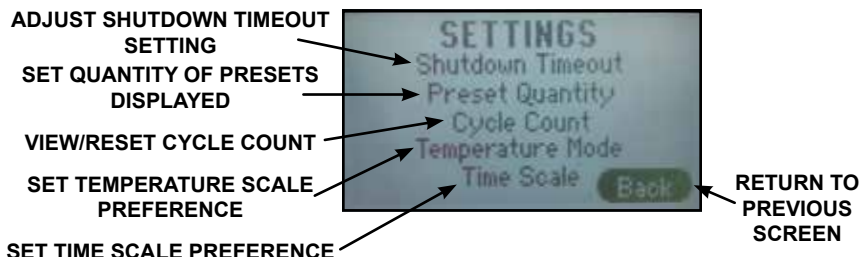 ADJUST SHUTDOWN TIMEOUT
SETTING
SET QUANTITY OF PRESETS
DISPLAYED
VIEW/RESET CYCLE COUNT
SET TEMPERATURE SCALE
PREFERENCE
SET TIME SCALE PREFERENCE
SETTINGS
Shutdown Timeout
Preset Quantity
Cycle Count
Temperature Mode
Time Scale
Back
RETURN TO
PREVIOUS
SCREEN